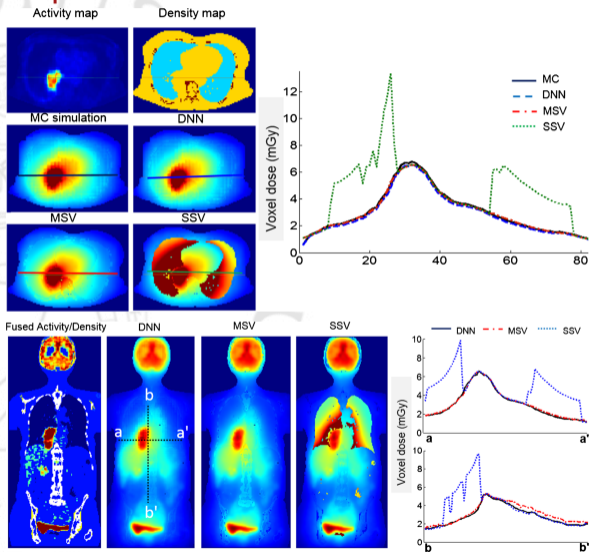 Activity map
Density map
MC simulation
DNN
MSV
SSV
Voxel dose (mGy)
12
10
8
6
4
2
0
0
20
40
60
80
MC
DNN
MSV
SSV
Fused Activity/Density
DNN
MSV
SSV
b
a
a'
b'
DNN
MSV
SSV
Voxel dose (mGy)
10
8
6
4
2
0
a
a'
10
8
6
4
2
0
b
b'